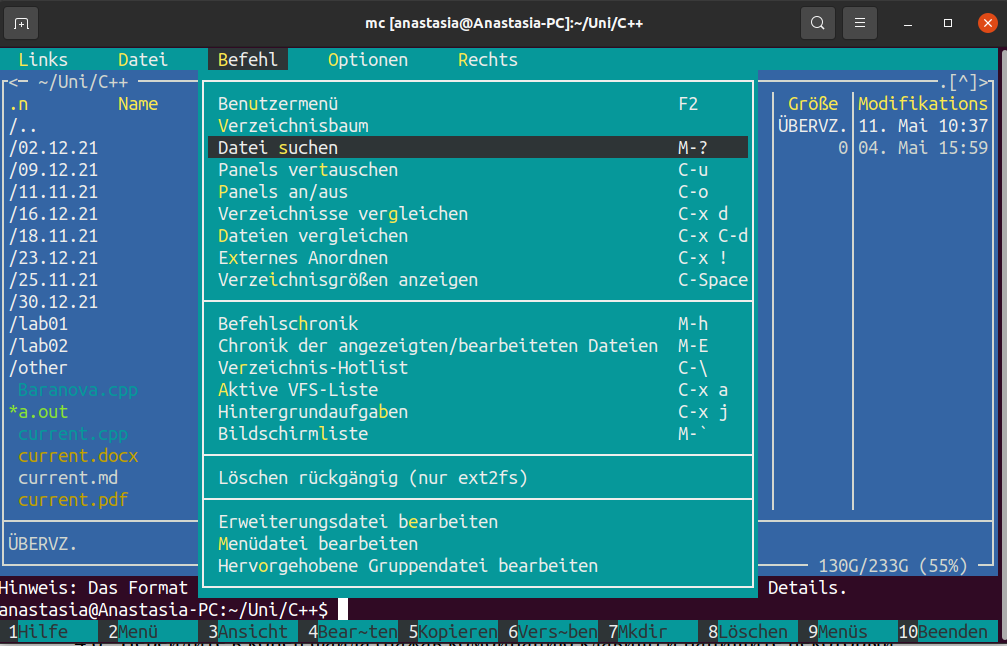 mc [anastasia@Anastasia-PC]:~/Uni/C++
Links Datei Befehl Optionen Rechts
<- ~/Uni/C++ .[^]>
.n Name Größe Modifikations
/.. ÜBERVZ. 11. Mai 10:37
/02.12.21 0 04. Mai 15:59
/09.12.21
/11.11.21
/16.12.21
/18.11.21
/23.12.21
/25.11.21
/30.12.21
/lab01
/lab02
/other
Baranova.cpp
*a.out
current.cpp
current.docx
current.md
current.pdf
ÜBERVZ.
130G/233G (55%)
Benutzermenü F2
Verzeichnisbaum
Datei suchen M-?
Panels vertauschen C-u
Panels an/aus C-o
Verzeichnisse vergleichen C-x d
Dateien vergleichen C-x C-d
Externes Anordnen C-x !
Verzeichnisgrößen anzeigen C-Space
Befehlschronik M-h
Chronik der angezeigten/bearbeiteten Dateien M-E
Verzeichnis-Hotlist C-\
Aktive VFS-Liste C-x a
Hintergrundaufgaben C-x j
Bildschirmliste M-`
Löschen rückgängig (nur ext2fs)
Erweiterungsdatei bearbeiten
Menüdatei bearbeiten
Hervorgehobene Gruppendatei bearbeiten
Hinweis: Das Format Details.
anastasia@Anastasia-PC:~/Uni/C++$
1Hilfe 2Menü 3Ansicht 4Bear~ten 5Kopieren 6Vers~ben 7Mkdir 8Löschen 9Menüs 10Beenden